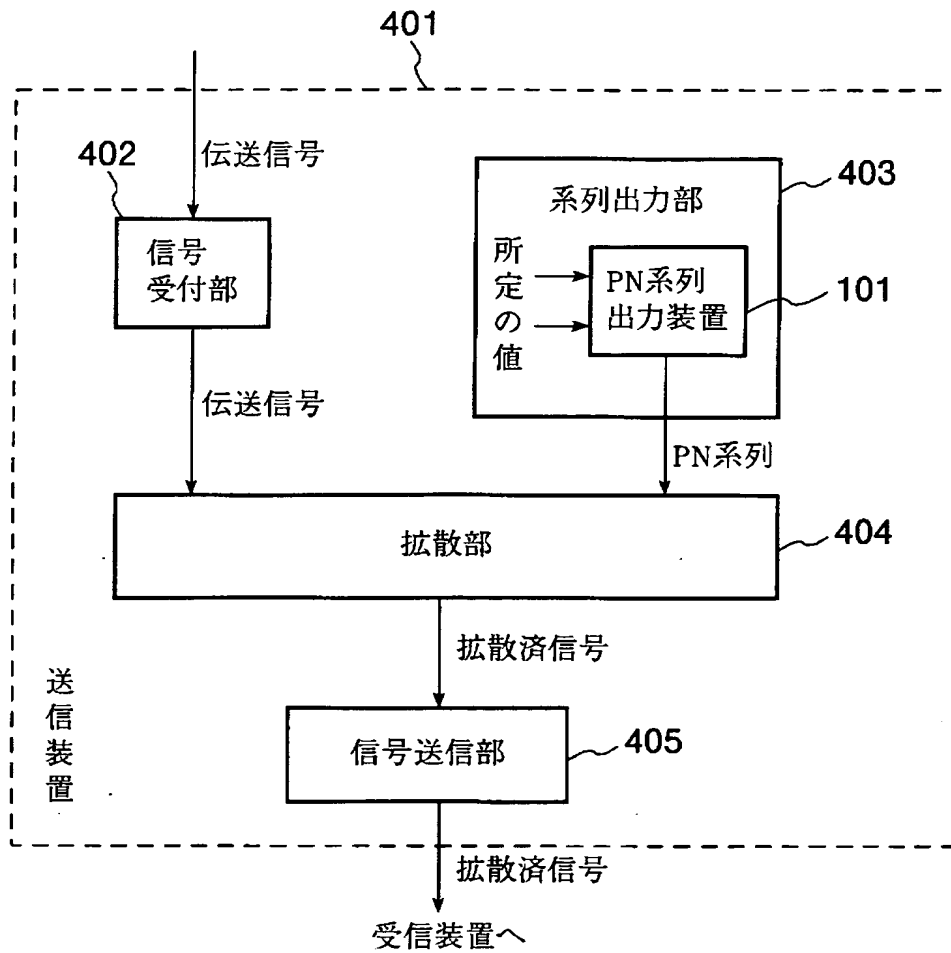 401
伝送信号
402
信号
受付部
403
系列出力部
所定の値
PN系列
出力装置
101
伝送信号
PN系列
拡散部
404
拡散済信号
送信装置
信号送信部
405
拡散済信号
受信装置へ